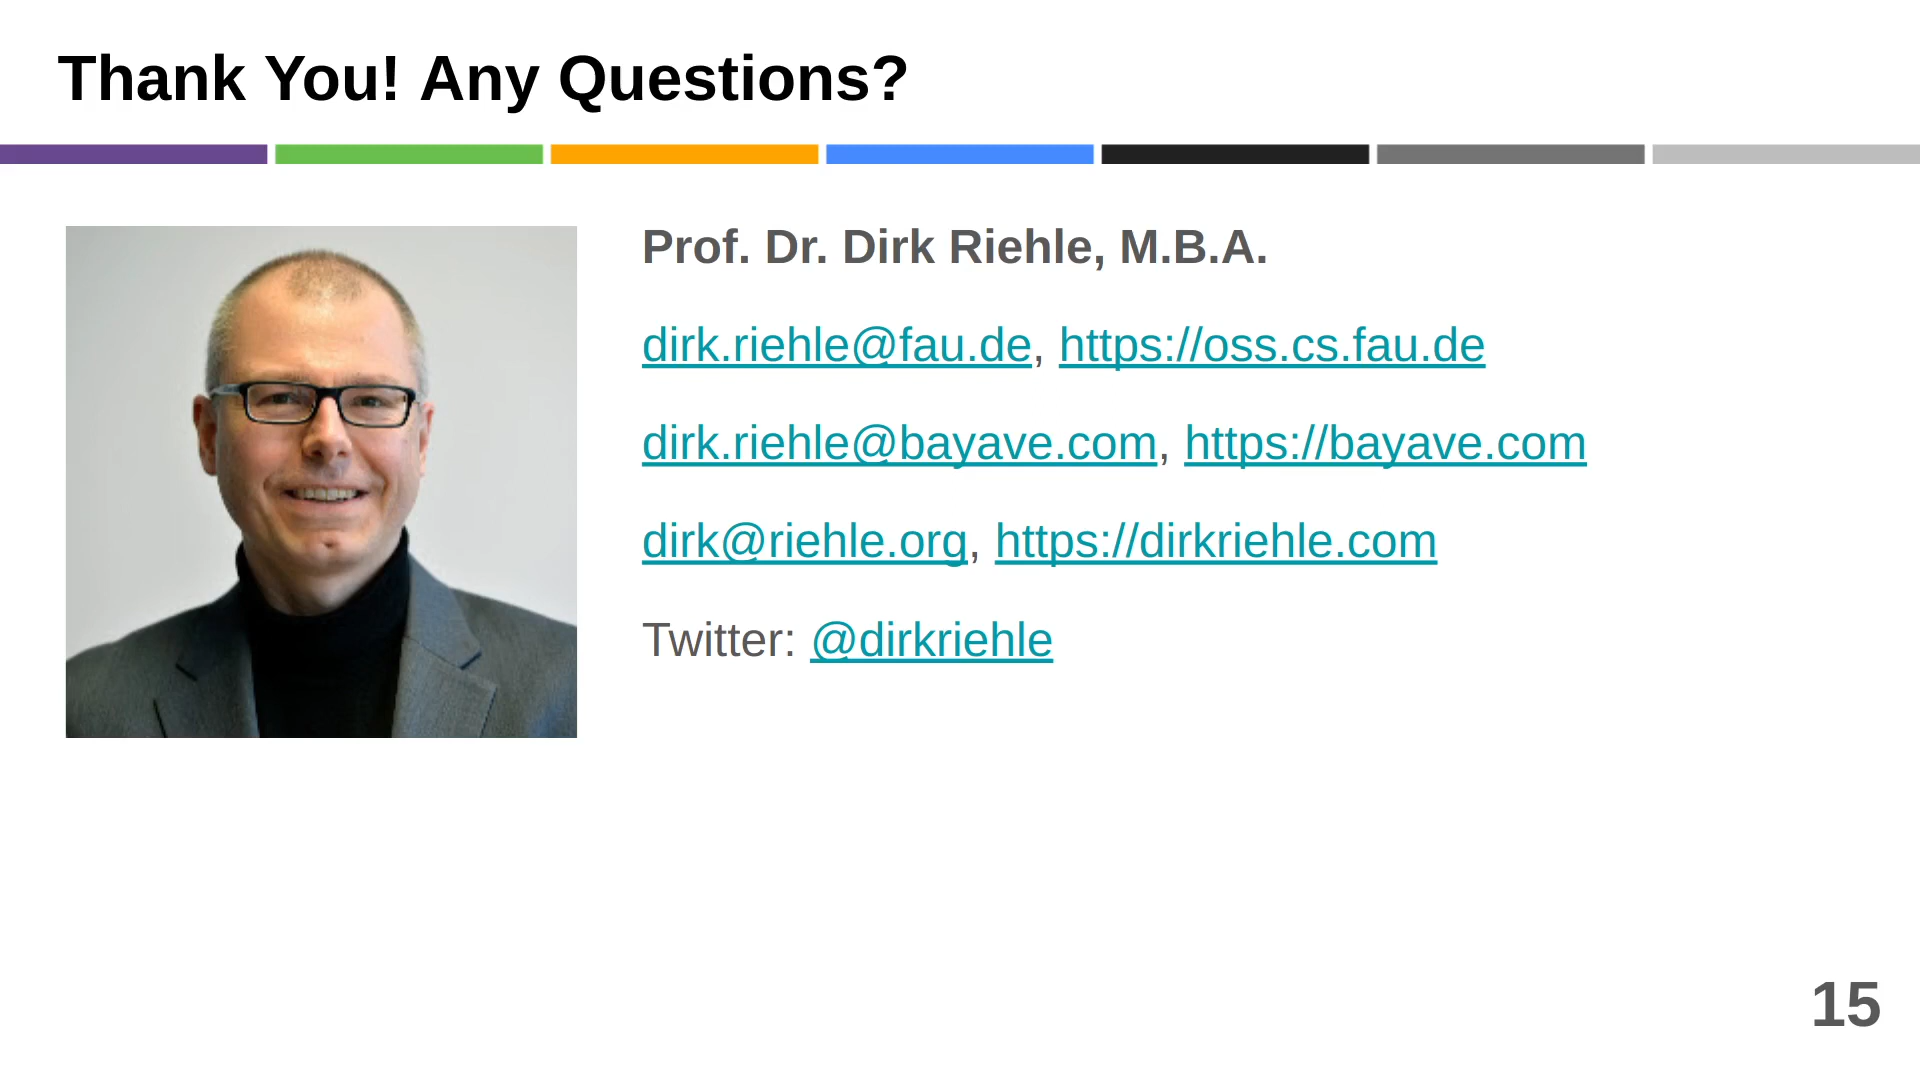 Thank You! Any Questions?
Prof. Dr. Dirk Riehle, M.B.A.
dirk.riehle@fau.de, https://oss.cs.fau.de
dirk.riehle@bayave.com, https://bayave.com
dirk@riehle.org, https://dirkriehle.com
Twitter: @dirkriehle
15